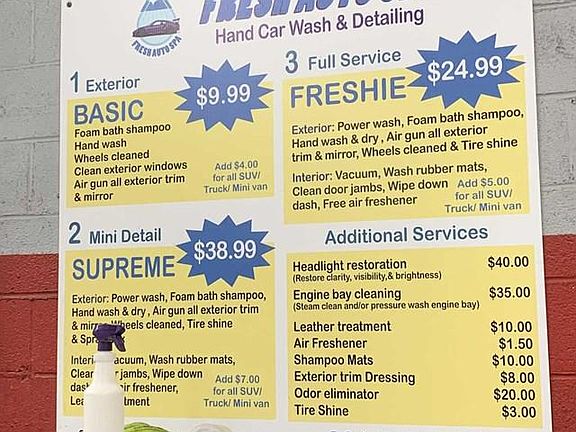 FRESH AUTO
FRESH AUTO SPA
Hand Car Wash & Detailing
1 Exterior
BASIC
$9.99
Foam bath shampoo
Hand wash
Wheels cleaned
Clean exterior windows
Air gun all exterior trim
& mirror
Add $4.00
for all SUV/
Truck/ Mini van
2 Mini Detail
SUPREME
$38.99
Exterior: Power wash, Foam bath shampoo,
Hand wash & dry , Air gun all exterior trim
& Wheels cleaned, Tire shine
&
Vacuum, Wash rubber mats,
jambs, Wipe down
air freshener,
Add $7.00
for all SUV/
Truck/ Mini van
3 Full Service
FRESHIE
$24.99
Exterior: Power wash, Foam bath shampoo,
Hand wash & dry , Air gun all exterior
trim & mirror, Wheels cleaned & Tire shine
Interior: Vacuum, Wash rubber mats,
Clean door jambs, Wipe down
dash, Free air freshener
Add $5.00
for all SUV/
Truck/ Mini van
Additional Services
Headlight restoration $40.00
(Restore clarity, visibility,& brightness)
Engine bay cleaning $35.00
(Steam clean and/or pressure wash engine bay)
Leather treatment $10.00
Air Freshener $1.50
Shampoo Mats $10.00
Exterior trim Dressing $8.00
Odor eliminator $20.00
Tire Shine $3.00